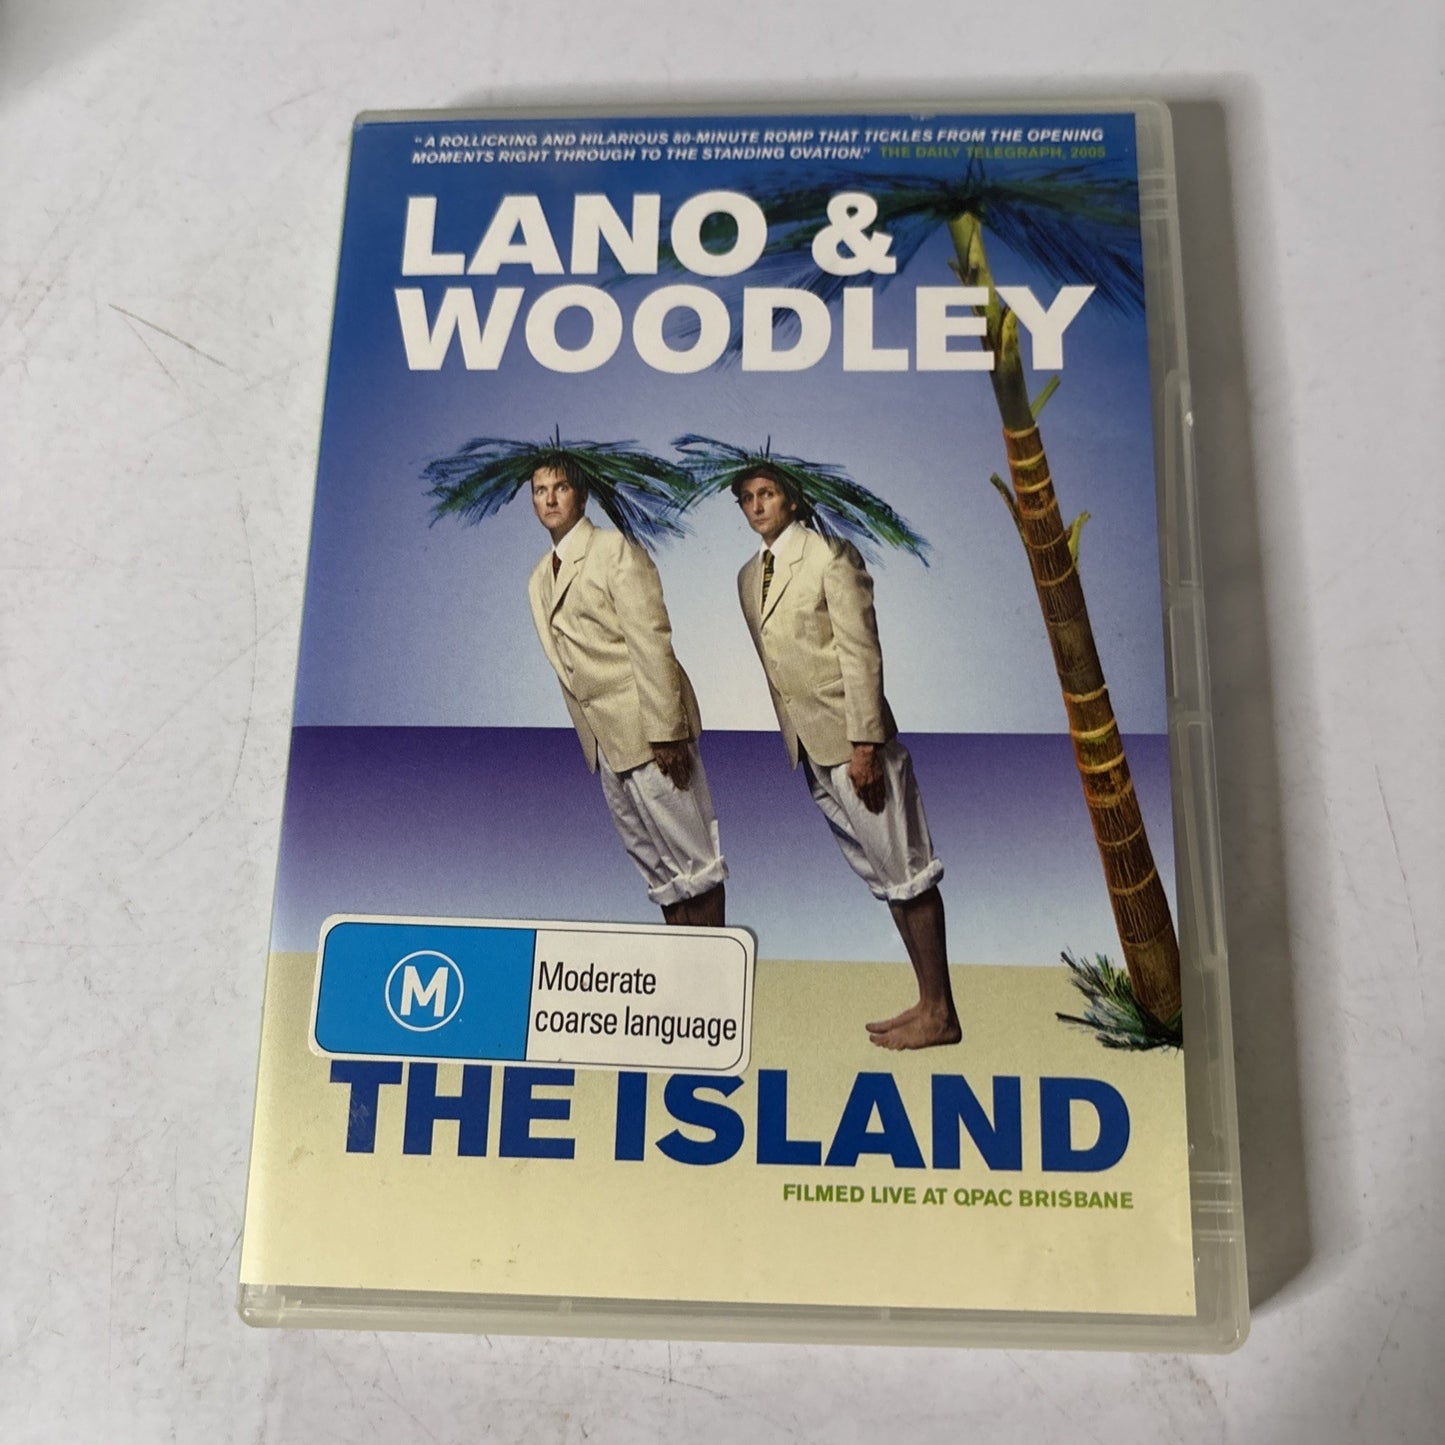 " A ROLLICKING AND HILARIOUS 80-MINUTE ROMP THAT TICKLES FROM THE OPENING
MOMENTS RIGHT THROUGH TO THE STANDING OVATION." THE DAILY TELEGRAPH, 2005
LANO &
WOODLEY
M
Moderate
coarse language
THE ISLAND
FILMED LIVE AT QPAC BRISBANE